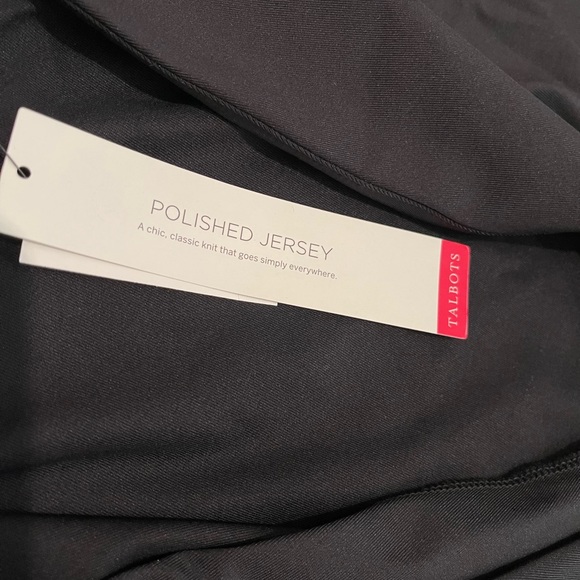 POLISHED JERSEY
A chic, classic knit that goes simply everywhere.
TALBOTS